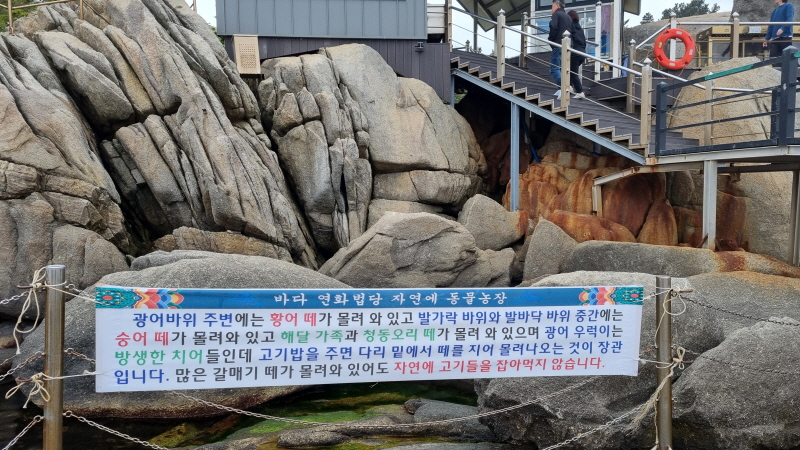 바다 연화법당 자연에 동물농장
광어바위 주변에는 황어 떼가 몰려 와 있고 발가락 바위와 발바닥 바위 중간에는
숭어 떼가 몰려와 있고 해달 가족과 청둥오리 떼가 몰려 와 있으며 광어 우럭이는
방생한 치어들인데 고기밥을 주면 다리 밑에서 떼를 지어 몰려나오는 것이 장관
입니다. 많은 갈매기 떼가 몰려와 있어도 자연에 고기들을 잡아먹지 않습니다.